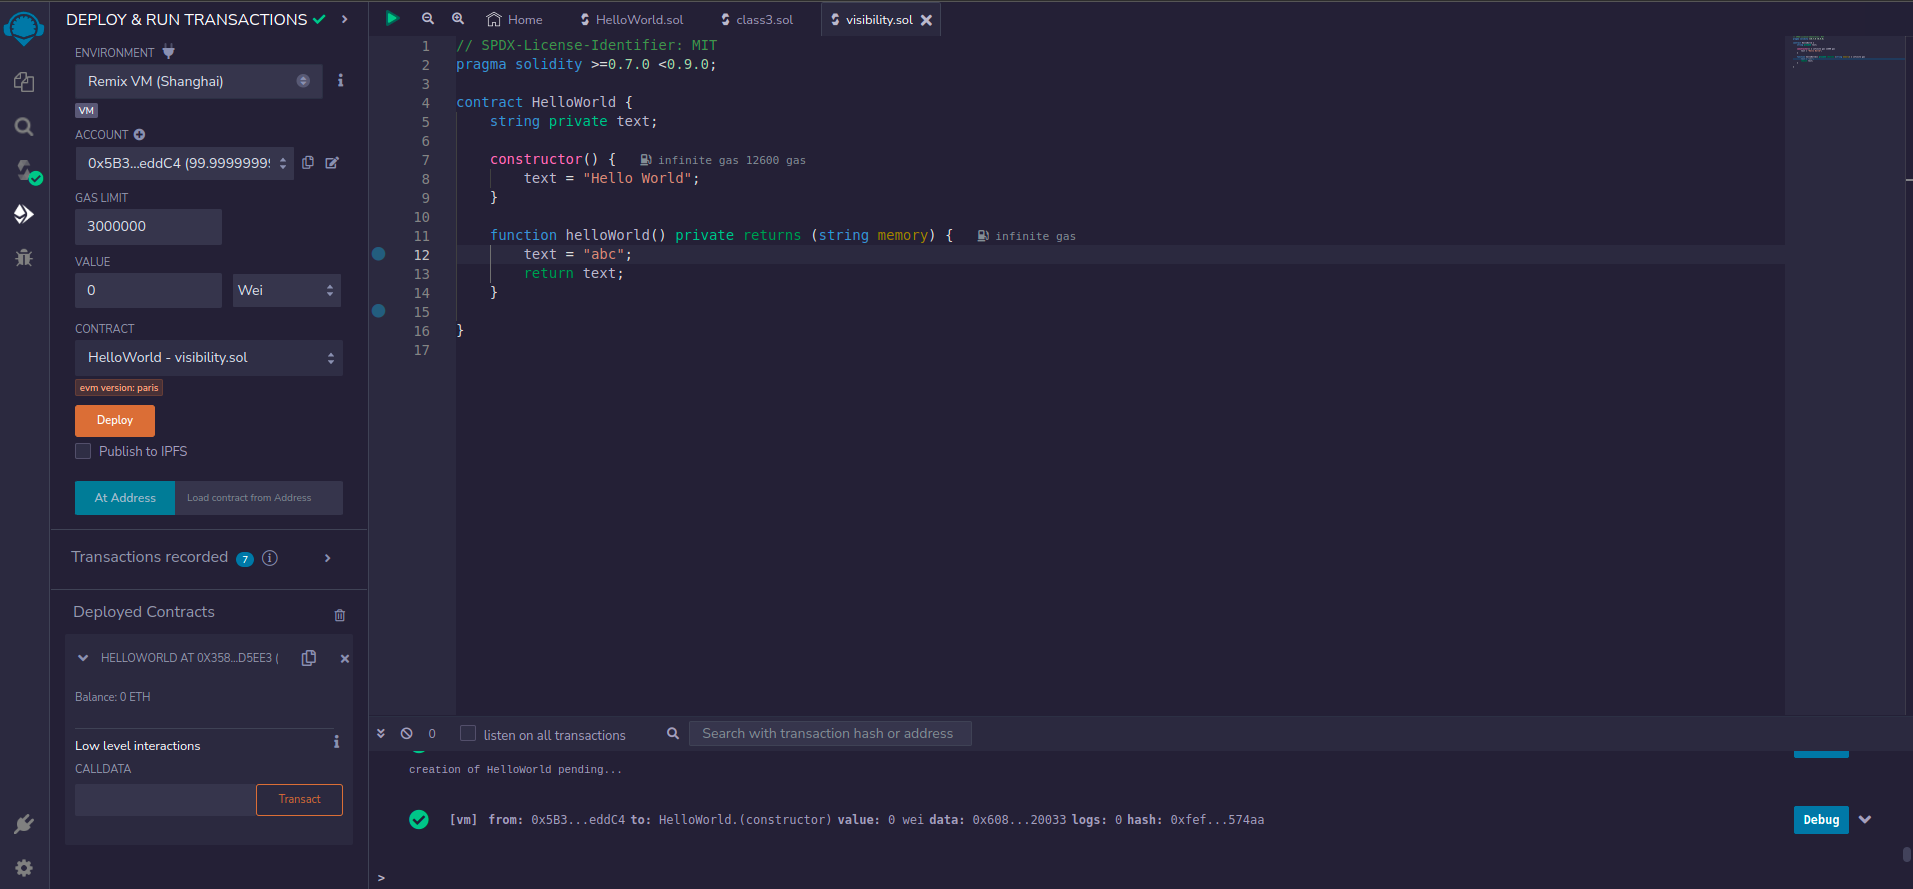 DEPLOY & RUN TRANSACTIONS
ENVIRONMENT
Remix VM (Shanghai)
VM
ACCOUNT
0x5B3...eddC4 (99.9999999
GAS LIMIT
3000000
VALUE
0
Wei
CONTRACT
HelloWorld - visibility.sol
evm version: paris
Deploy
Publish to IPFS
At Address
Load contract from Address
Transactions recorded 7
Deployed Contracts
HELLOWORLD AT 0X358...D5EE3 (
Balance: 0 ETH
Low level interactions
CALLDATA
Transact
Home
HelloWorld.sol
class3.sol
visibility.sol
1 // SPDX-License-Identifier: MIT
2 pragma solidity >=0.7.0 <0.9.0;
3
4 contract HelloWorld {
5 string private text;
6
7 constructor() { infinite gas 12600 gas
8 text = "Hello World";
9 }
10
11 function helloWorld() private returns (string memory) { infinite gas
12 text = "abc";
13 return text;
14 }
15
16 }
17
0
listen on all transactions
Search with transaction hash or address
creation of HelloWorld pending...
[vm] from: 0x5B3...eddC4 to: HelloWorld.(constructor) value: 0 wei data: 0x608...20033 logs: 0 hash: 0xfef...574aa
Debug
>